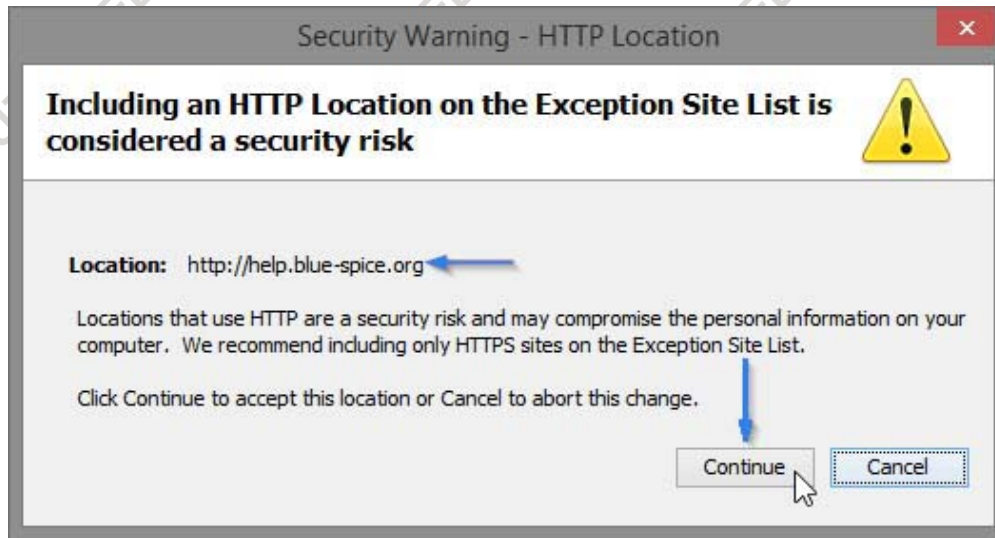 Security Warning - HTTP Location
Including an HTTP Location on the Exception Site List is
considered a security risk
Location: http://help.blue-spice.org
Locations that use HTTP are a security risk and may compromise the personal information on your
computer. We recommend including only HTTPS sites on the Exception Site List.
Click Continue to accept this location or Cancel to abort this change.
Continue
Cancel